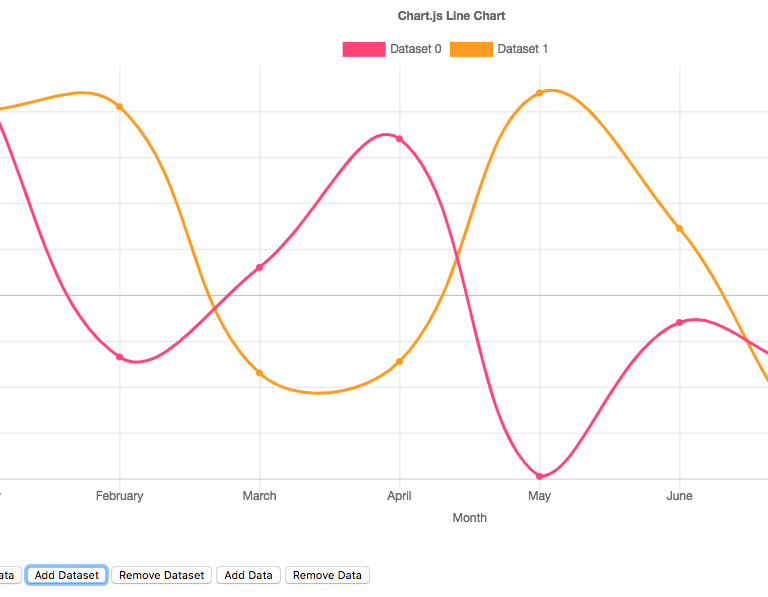 Chart.js Line Chart
Dataset 0 Dataset 1
February March April May June
Month
ata Add Dataset Remove Dataset Add Data Remove Data